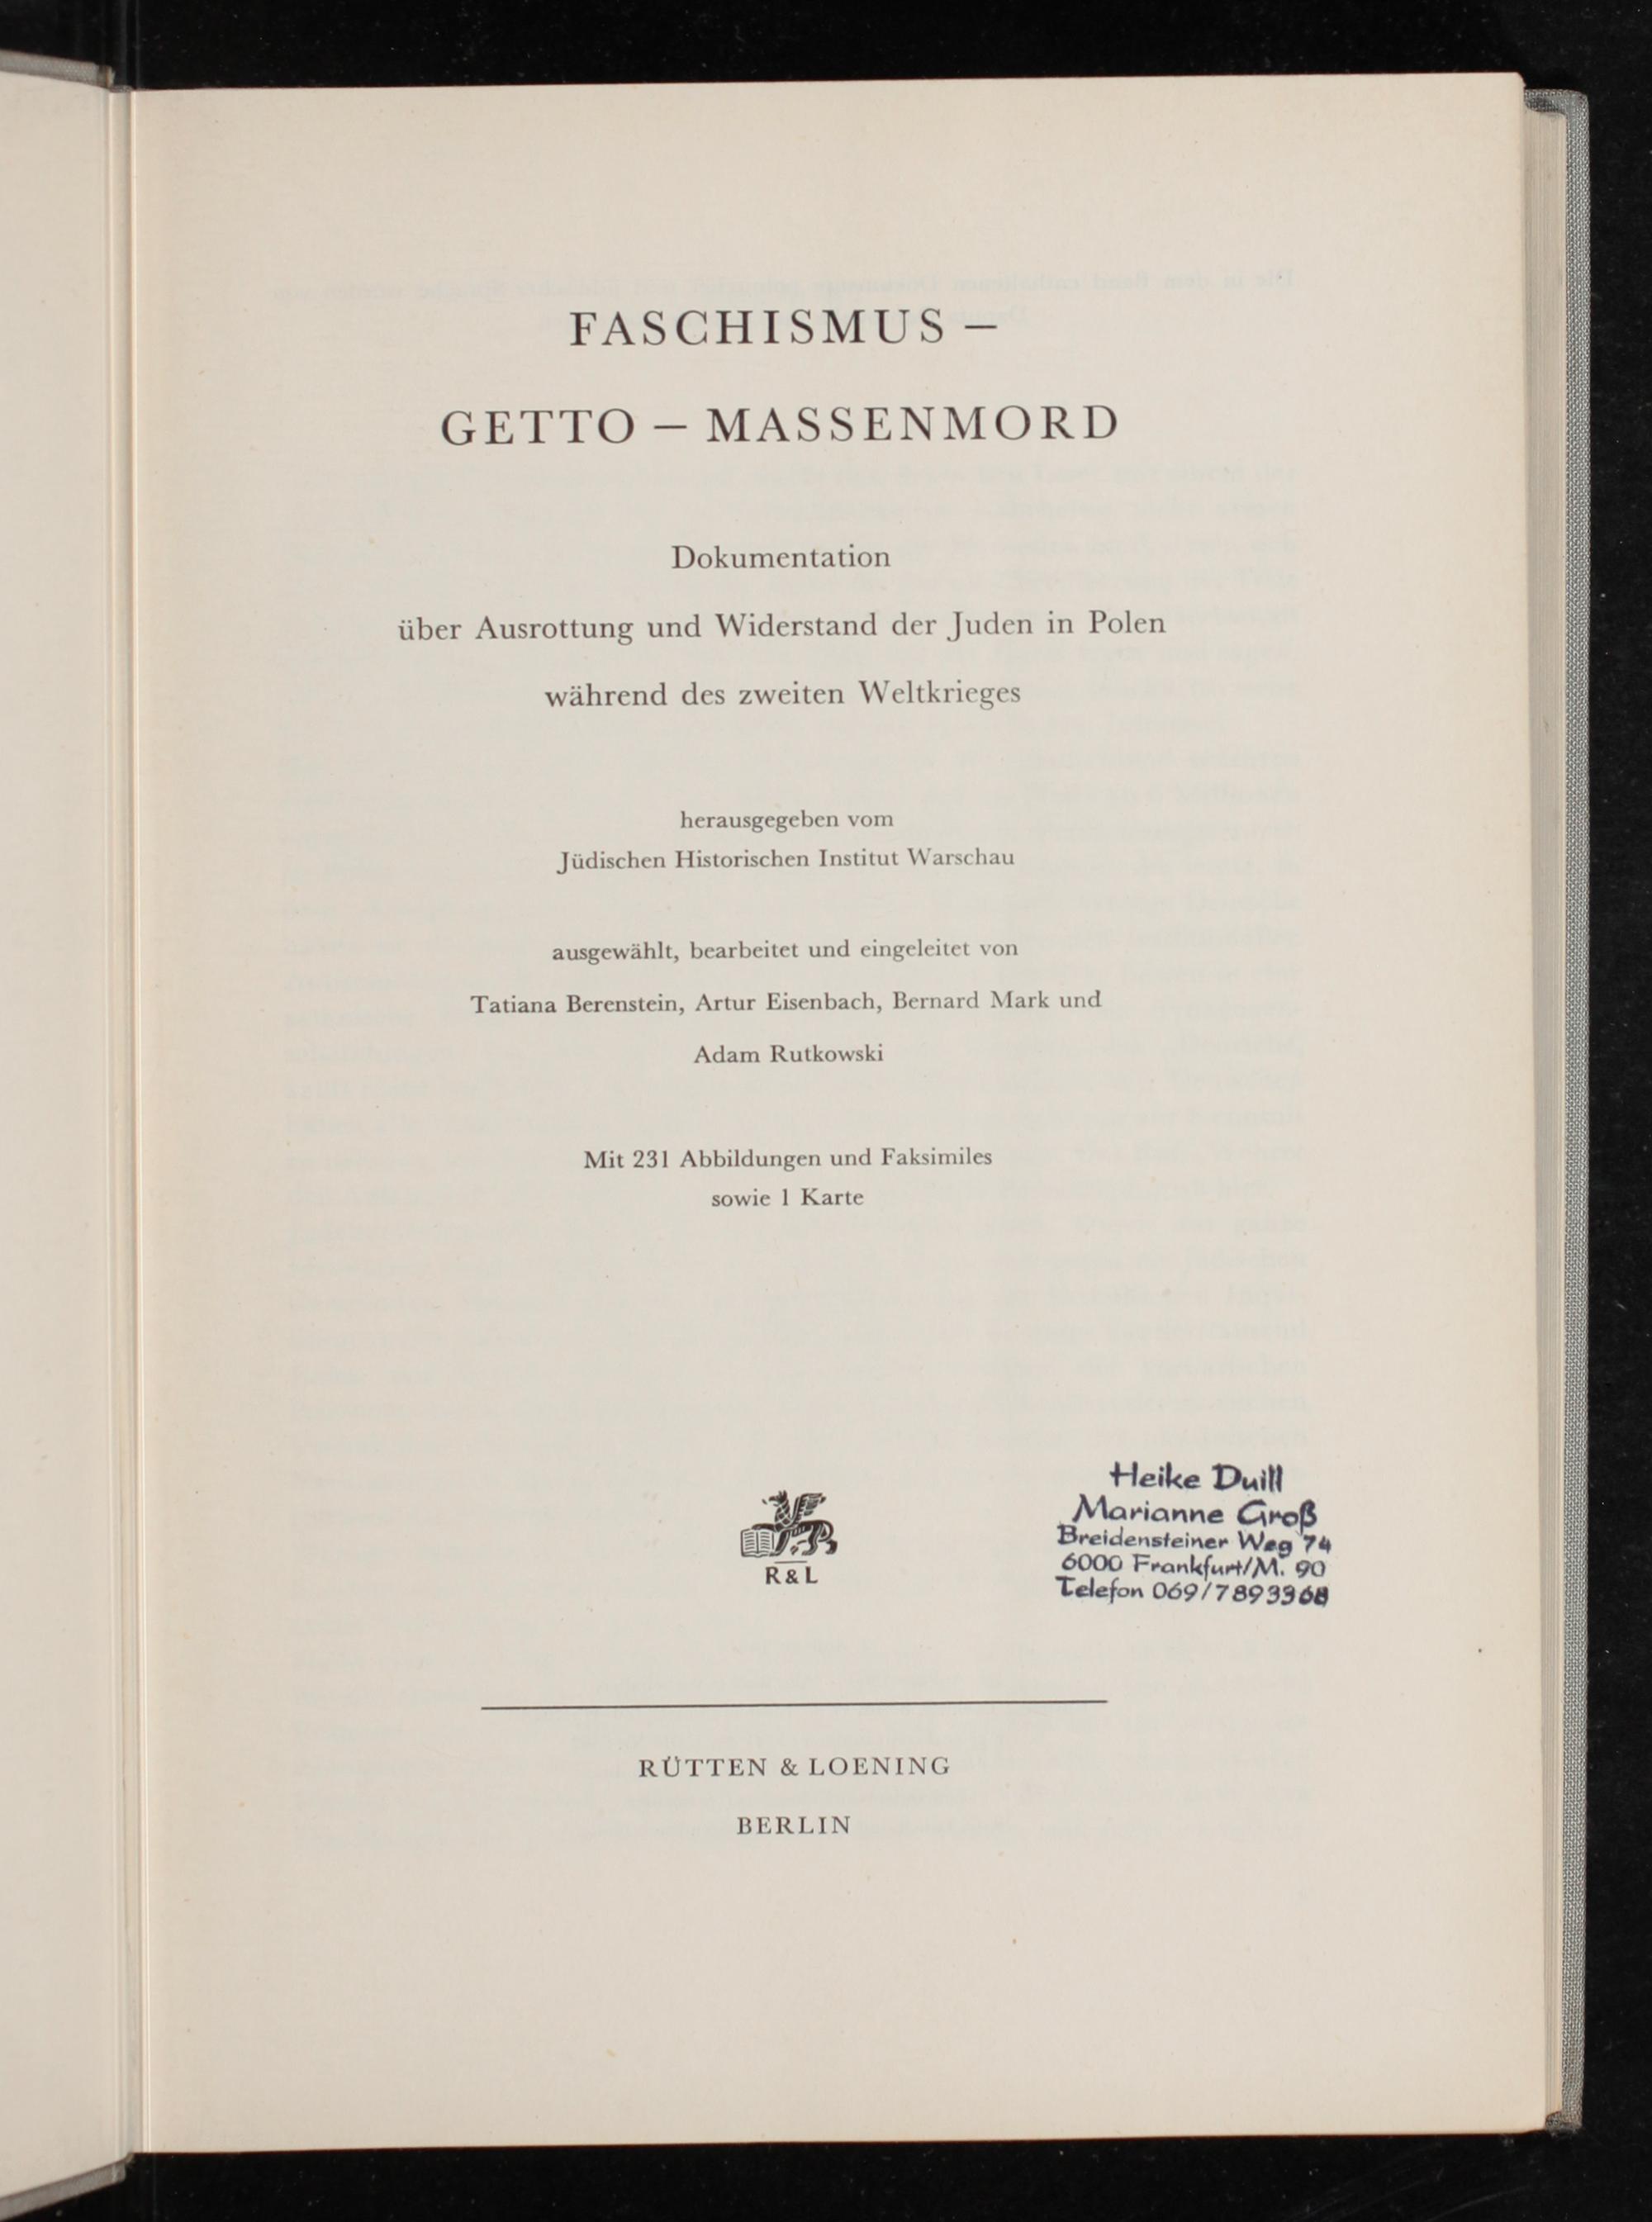 FASCHISMUS –
GETTO – MASSENMORD
Dokumentation
über Ausrottung und Widerstand der Juden in Polen
während des zweiten Weltkrieges
herausgegeben vom
Jüdischen Historischen Institut Warschau
ausgewählt, bearbeitet und eingeleitet von
Tatiana Berenstein, Artur Eisenbach, Bernard Mark und
Adam Rutkowski
Mit 231 Abbildungen und Faksimiles
sowie 1 Karte
R & L
Heike Duill
Marianne Groß
Breidensteiner Weg 74
6000 Frankfurt/M. 90
Telefon 069/7893368
RÜTTEN & LOENING
BERLIN